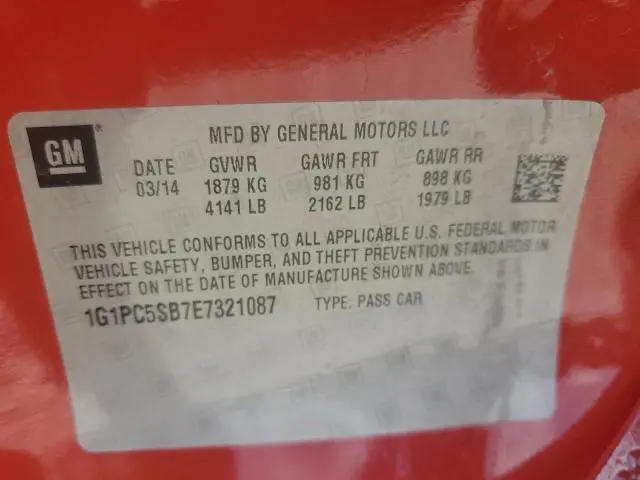 GM
MFD BY GENERAL MOTORS LLC
DATE GVWR GAWR FRT GAWR RR
03/14 1879 KG 981 KG 898 KG
4141 LB 2162 LB 1979 LB
THIS VEHICLE CONFORMS TO ALL APPLICABLE U.S. FEDERAL MOTOR
VEHICLE SAFETY, BUMPER, AND THEFT PREVENTION STANDARDS IN
EFFECT ON THE DATE OF MANUFACTURE SHOWN ABOVE.
1G1PC5SB7E7321087 TYPE: PASS CAR